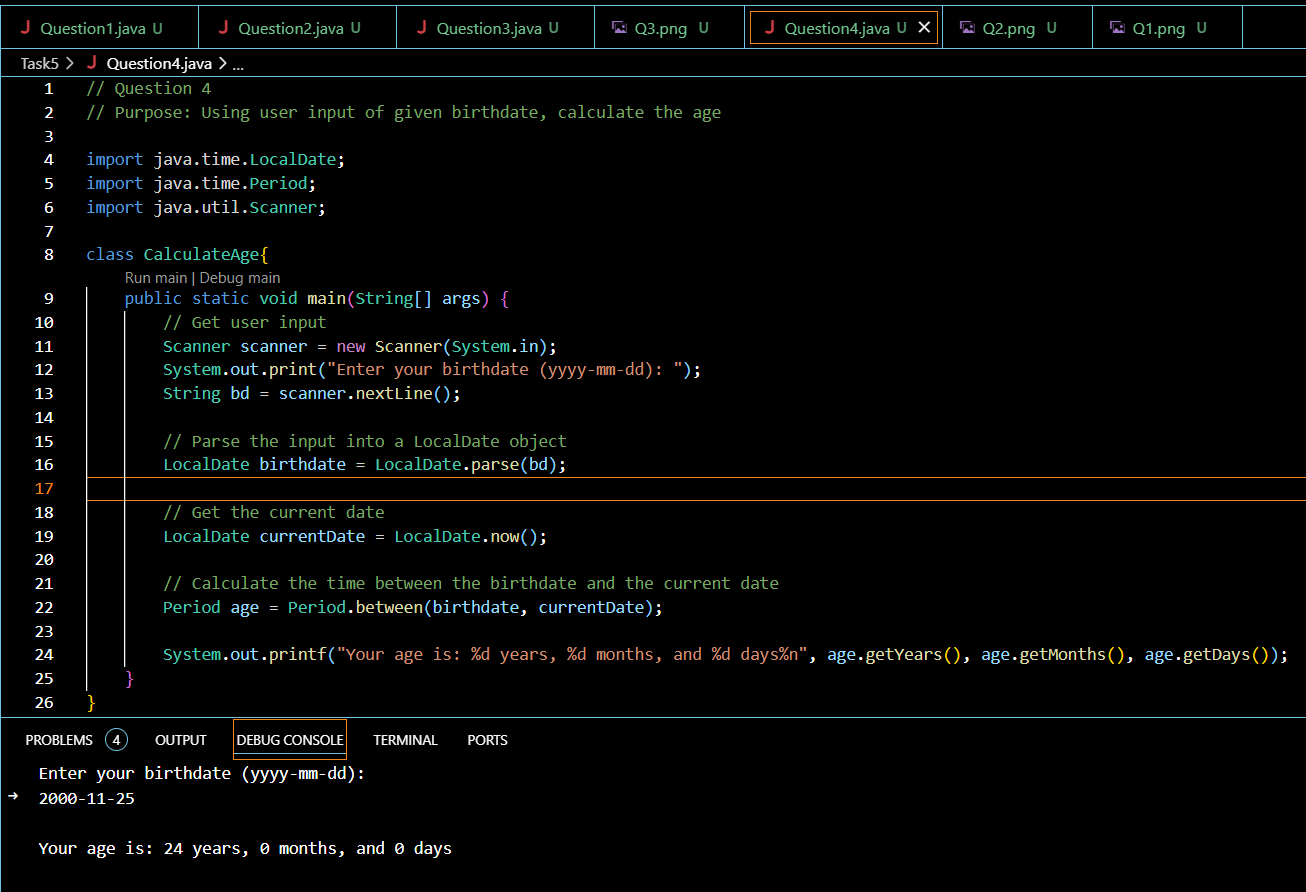 Question1.java U Question2.java U Question3.java U Q3.png U Question4.java U Q2.png U Q1.png U
Task5 > Question4.java > ...
1 // Question 4
2 // Purpose: Using user input of given birthdate, calculate the age
3
4 import java.time.LocalDate;
5 import java.time.Period;
6 import java.util.Scanner;
7
8 class CalculateAge{
Run main | Debug main
9 public static void main(String[] args) {
10 // Get user input
11 Scanner scanner = new Scanner(System.in);
12 System.out.print("Enter your birthdate (yyyy-mm-dd): ");
13 String bd = scanner.nextLine();
14
15 // Parse the input into a LocalDate object
16 LocalDate birthdate = LocalDate.parse(bd);
17
18 // Get the current date
19 LocalDate currentDate = LocalDate.now();
20
21 // Calculate the time between the birthdate and the current date
22 Period age = Period.between(birthdate, currentDate);
23
24 System.out.printf("Your age is: %d years, %d months, and %d days%n", age.getYears(), age.getMonths(), age.getDays());
25 }
26 }
PROBLEMS 4 OUTPUT DEBUG CONSOLE TERMINAL PORTS
Enter your birthdate (yyyy-mm-dd):
→ 2000-11-25
Your age is: 24 years, 0 months, and 0 days